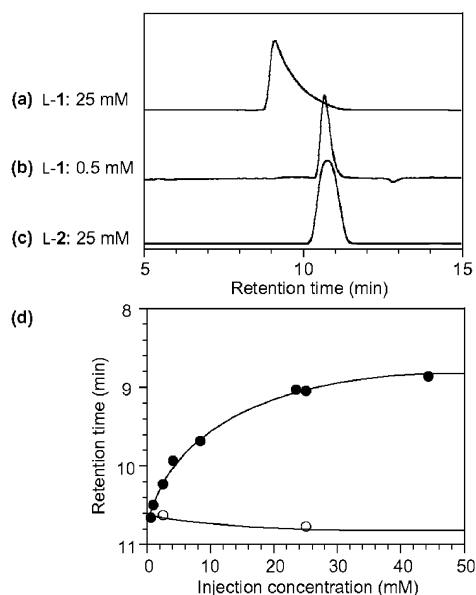 (a) L-1: 25 mM
(b) L-1: 0.5 mM
(c) L-2: 25 mM
5 10 15
Retention time (min)
(d)
8
9
10
11
Retention time (min)
0 10 20 30 40 50
Injection concentration (mM)